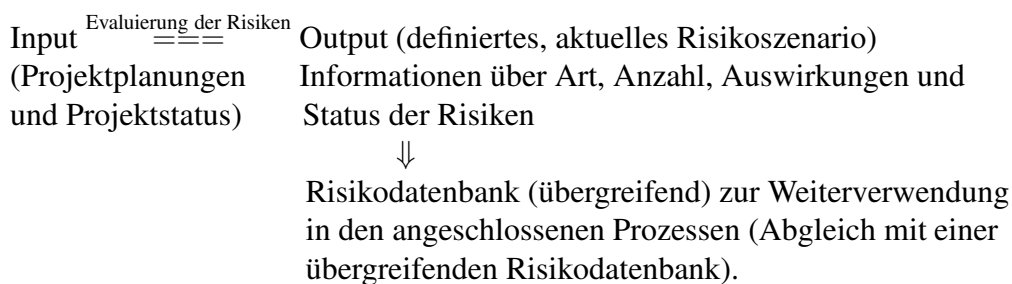 Evaluierung der Risiken
Input === Output (definiertes, aktuelles Risikoszenario)
(Projektplanungen Informationen über Art, Anzahl, Auswirkungen und
und Projektstatus) Status der Risiken
⇓
Risikodatenbank (übergreifend) zur Weiterverwendung
in den angeschlossenen Prozessen (Abgleich mit einer
übergreifenden Risikodatenbank).